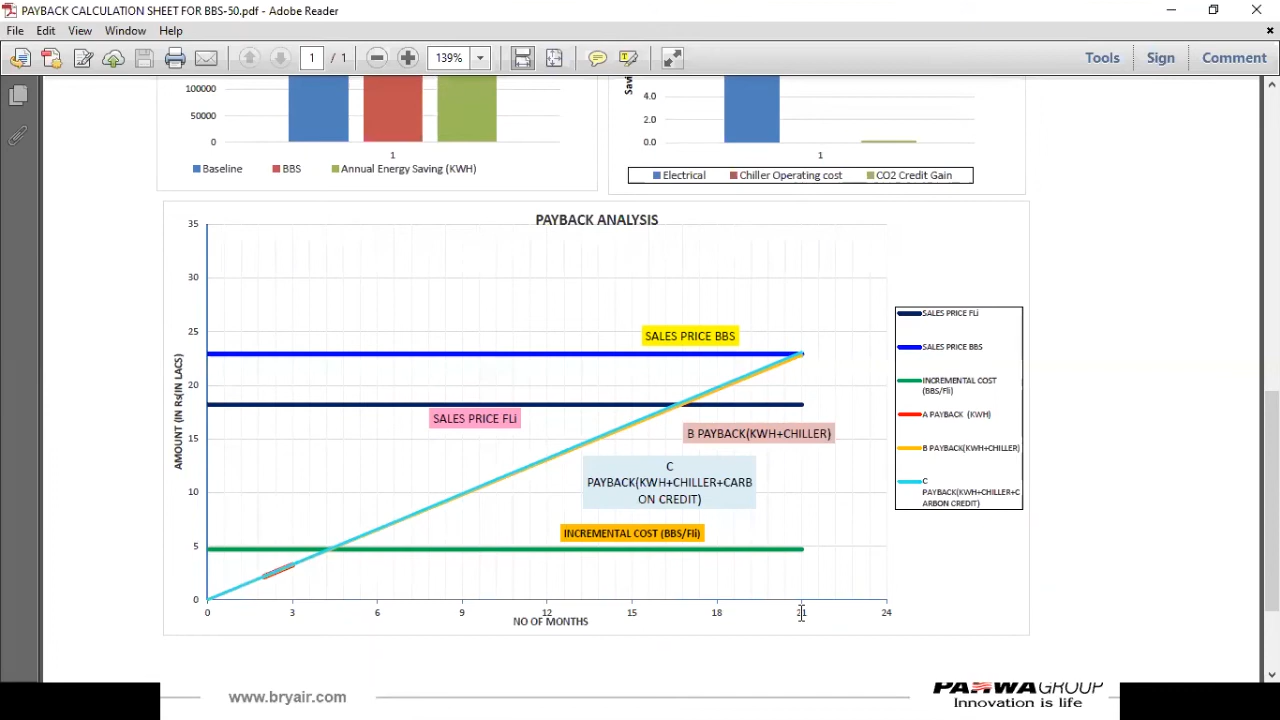 PAYBACK CALCULATION SHEET FOR BBS-50.pdf - Adobe Reader
File Edit View Window Help
1 / 1 139% Tools Sign Comment
100000
50000
0
1
Baseline BBS Annual Energy Saving (KWH)
Savi
4.0
2.0
0.0
1
Electrical Chiller Operating cost CO2 Credit Gain
PAYBACK ANALYSIS
35
30
25
20
15
10
5
0
AMOUNT (IN Rs(IN LACS)
SALES PRICE BBS
SALES PRICE FLi
B PAYBACK(KWH+CHILLER)
C
PAYBACK(KWH+CHILLER+CARB
ON CREDIT)
INCREMENTAL COST (BBS/Fli)
0 3 6 9 12 15 18 21 24
NO OF MONTHS
SALES PRICE FLi
SALES PRICE BBS
INCREMENTAL COST
(BBS/Fli)
A PAYBACK (KWH)
B PAYBACK(KWH+CHILLER)
C
PAYBACK(KWH+CHILLER+C
ARBON CREDIT)
www.bryair.com
PAHWA GROUP
Innovation is life